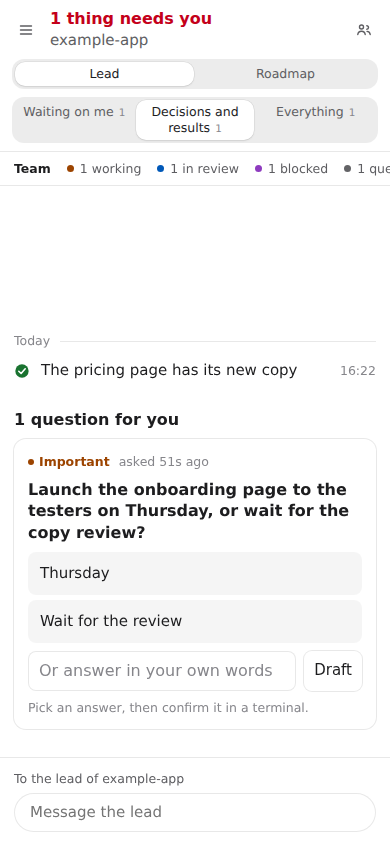 1 thing needs you
example-app
Lead
Roadmap
Waiting on me 1
Decisions and
results 1
Everything 1
Team
1 working
1 in review
1 blocked
1 que
Today
The pricing page has its new copy
16:22
1 question for you
Important asked 51s ago
Launch the onboarding page to the
testers on Thursday, or wait for the
copy review?
Thursday
Wait for the review
Or answer in your own words
Draft
Pick an answer, then confirm it in a terminal.
To the lead of example-app
Message the lead